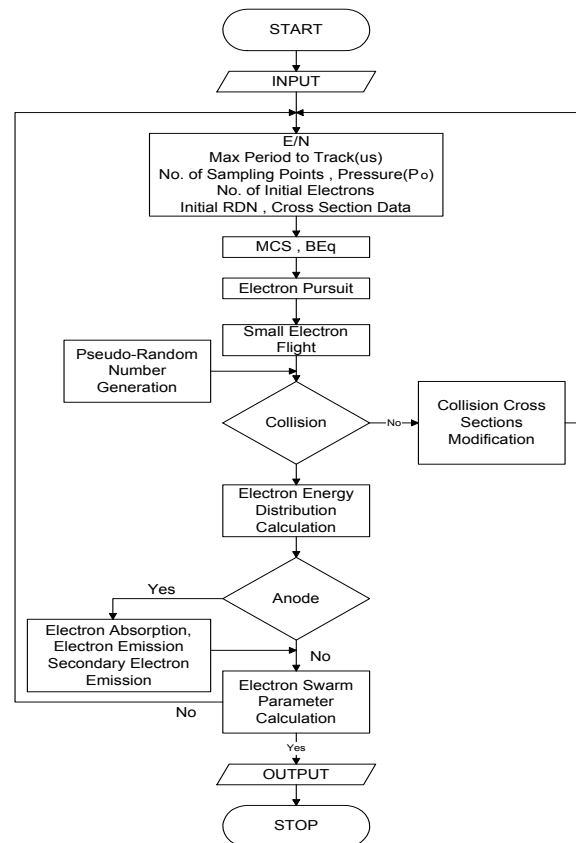 START
INPUT
E/N
Max Period to Track(us)
No. of Sampling Points , Pressure(Po)
No. of Initial Electrons
Initial RDN , Cross Section Data
MCS , BEq
Electron Pursuit
Small Electron
Flight
Pseudo-Random
Number
Generation
Collision
No
Collision Cross
Sections
Modification
Electron Energy
Distribution
Calculation
Yes
Anode
Electron Absorption,
Electron Emission
Secondary Electron
Emission
No
Electron Swarm
Parameter
Calculation
No
Yes
OUTPUT
STOP